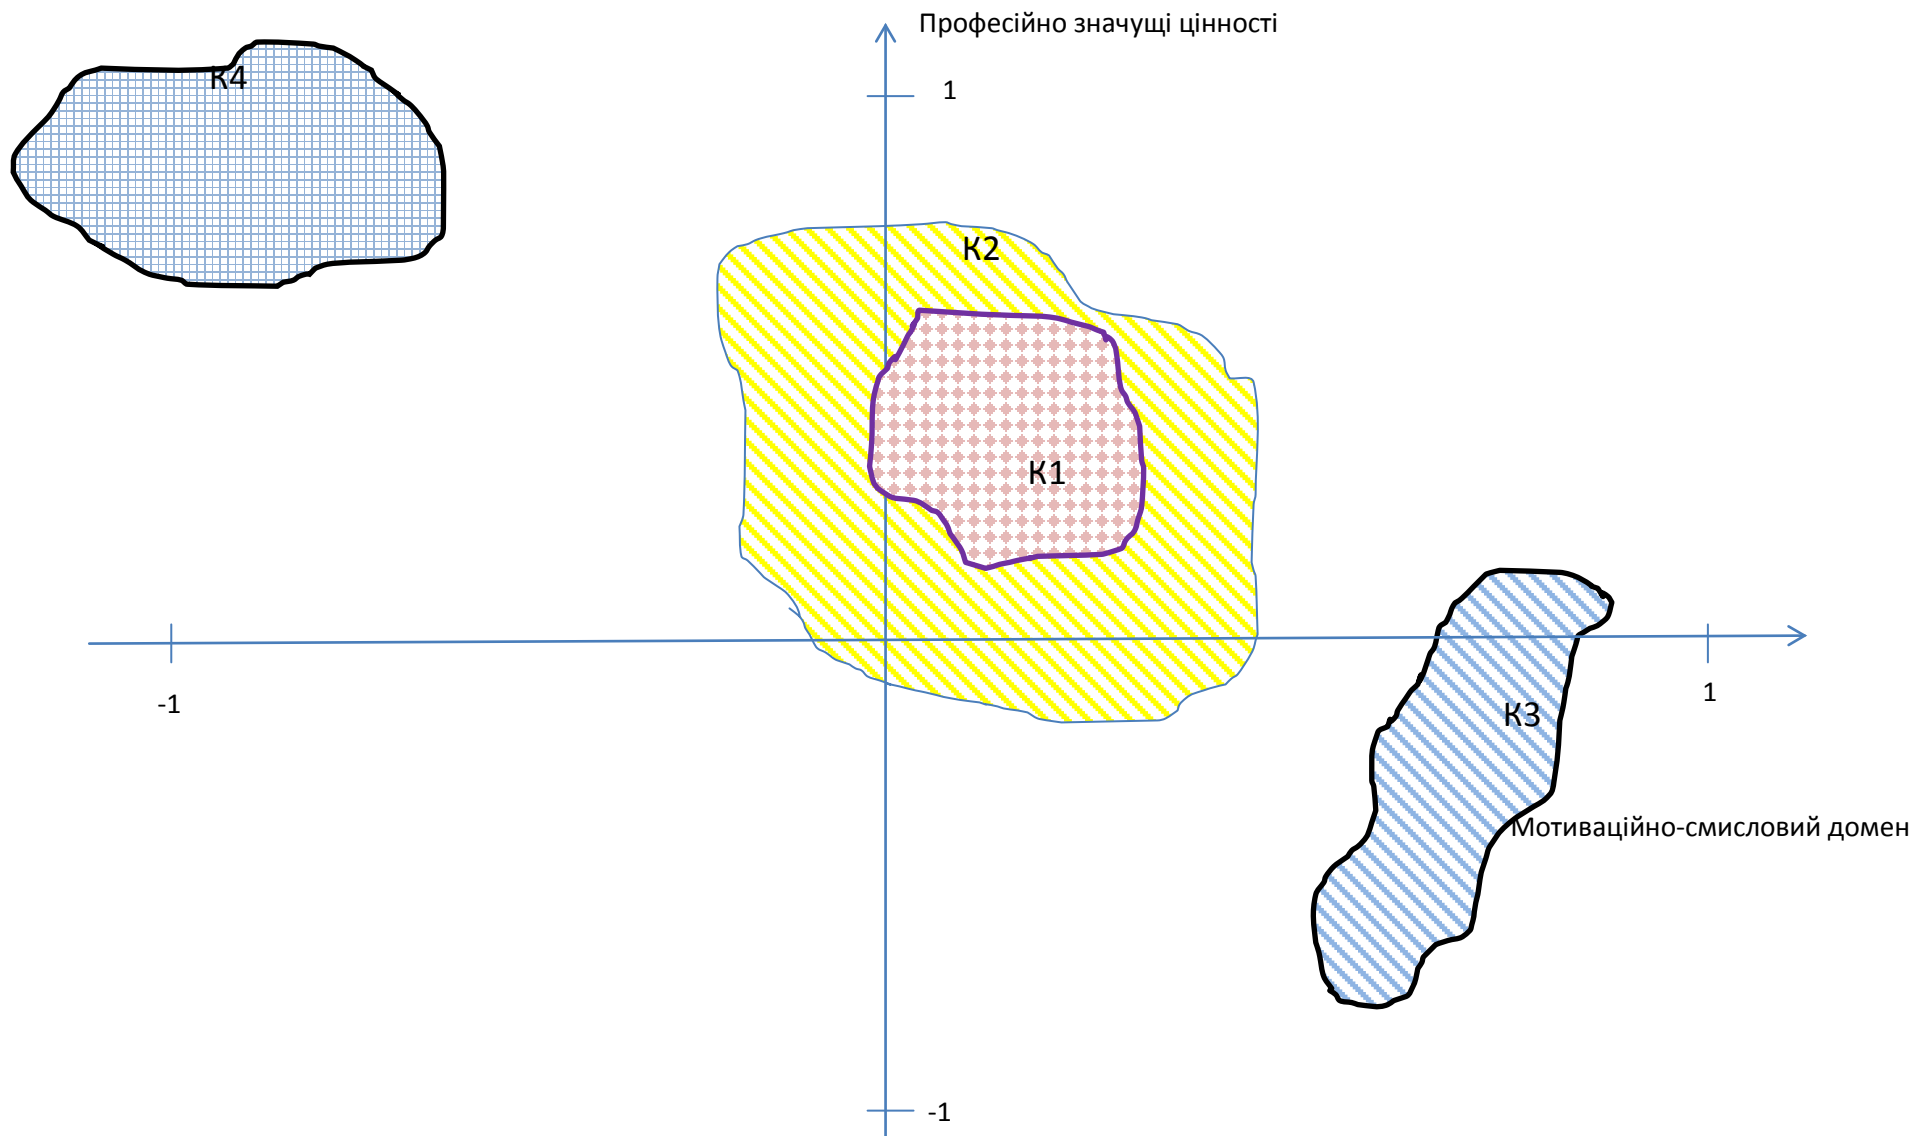 Професійно значущі цінності
К4
1
К2
К1
-1
1
К3
Мотиваційно-смисловий домен
-1